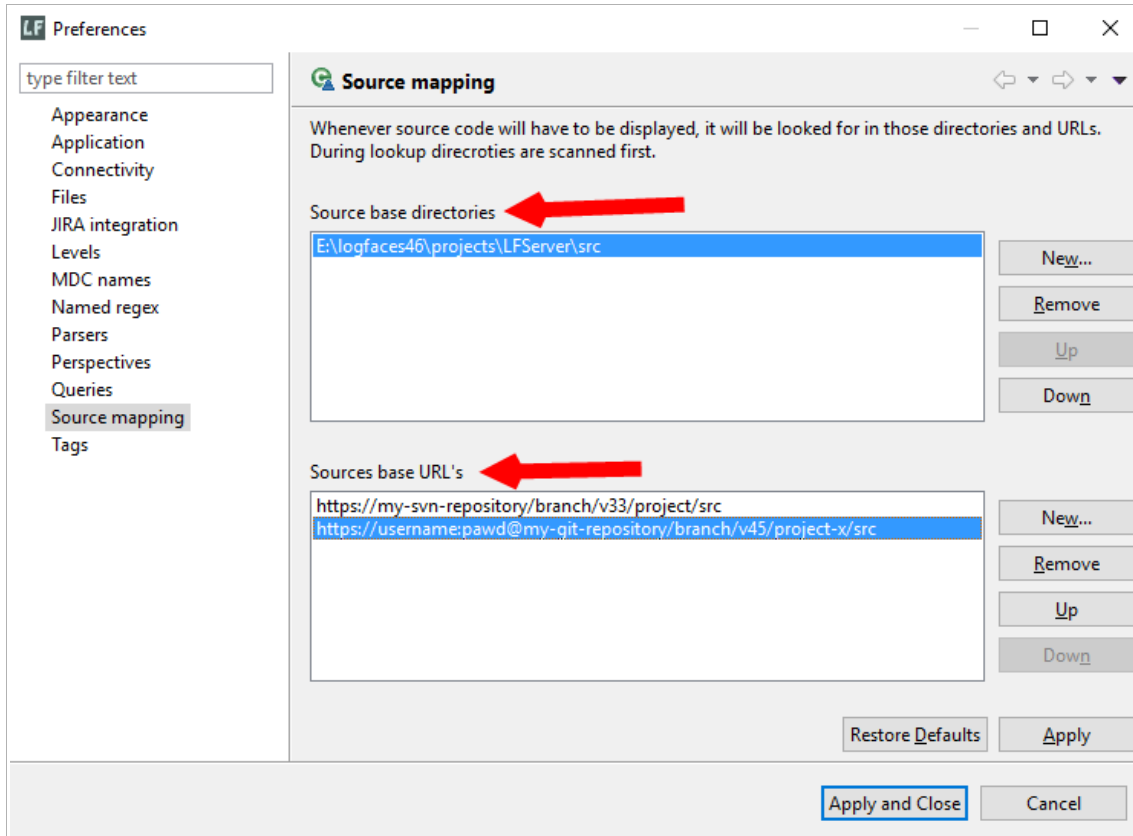 LF Preferences
type filter text
Appearance
Application
Connectivity
Files
JIRA integration
Levels
MDC names
Named regex
Parsers
Perspectives
Queries
Source mapping
Tags
Source mapping
Whenever source code will have to be displayed, it will be looked for in those directories and URLs.
During lookup direcroties are scanned first.
Source base directories
E:\logfaces46\projects\LFServer\src
New...
Remove
Up
Down
Sources base URL's
https://my-svn-repository/branch/v33/project/src
https://username:pawd@my-git-repository/branch/v45/project-x/src
New...
Remove
Up
Down
Restore Defaults
Apply
Apply and Close
Cancel